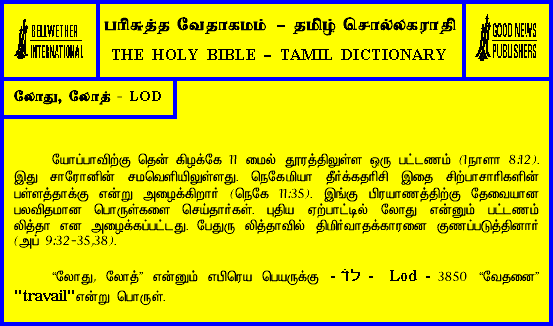 BELLWETHER
INTERNATIONAL
பரிசுத்த வேதாகமம் – தமிழ் சொல்லகராதி
THE HOLY BIBLE – TAMIL DICTIONARY
GOOD NEWS
PUBLISHERS
லோது, லோத் - LOD
யோப்பாவிற்கு தென் கிழக்கே 11 மைல் தூரத்திலுள்ள ஒரு பட்டணம் (1நாளா 8:12).
இது சாரோனின் சமவெளியிலுள்ளது. நெகேமியா தீர்க்கதரிசி இதை சிற்பாசாரிகளின்
பள்ளத்தாக்கு என்று அழைக்கிறார் (நெகே 11:35). இங்கு பிரயாணத்திற்கு தேவையான
பலவிதமான பொருள்களை செய்தார்கள். புதிய ஏற்பாட்டில் லோது என்னும் பட்டணம்
லித்தா என அழைக்கப்பட்டது. பேதுரு லித்தாவில் திமிர்வாதக்காரனை குணப்படுத்தினார்
(அப் 9:32-35,38).
“லோது, லோத்” என்னும் எபிரெய பெயருக்கு - לֹד - Lod - 3850 “வேதனை”
"travail"என்று பொருள்.